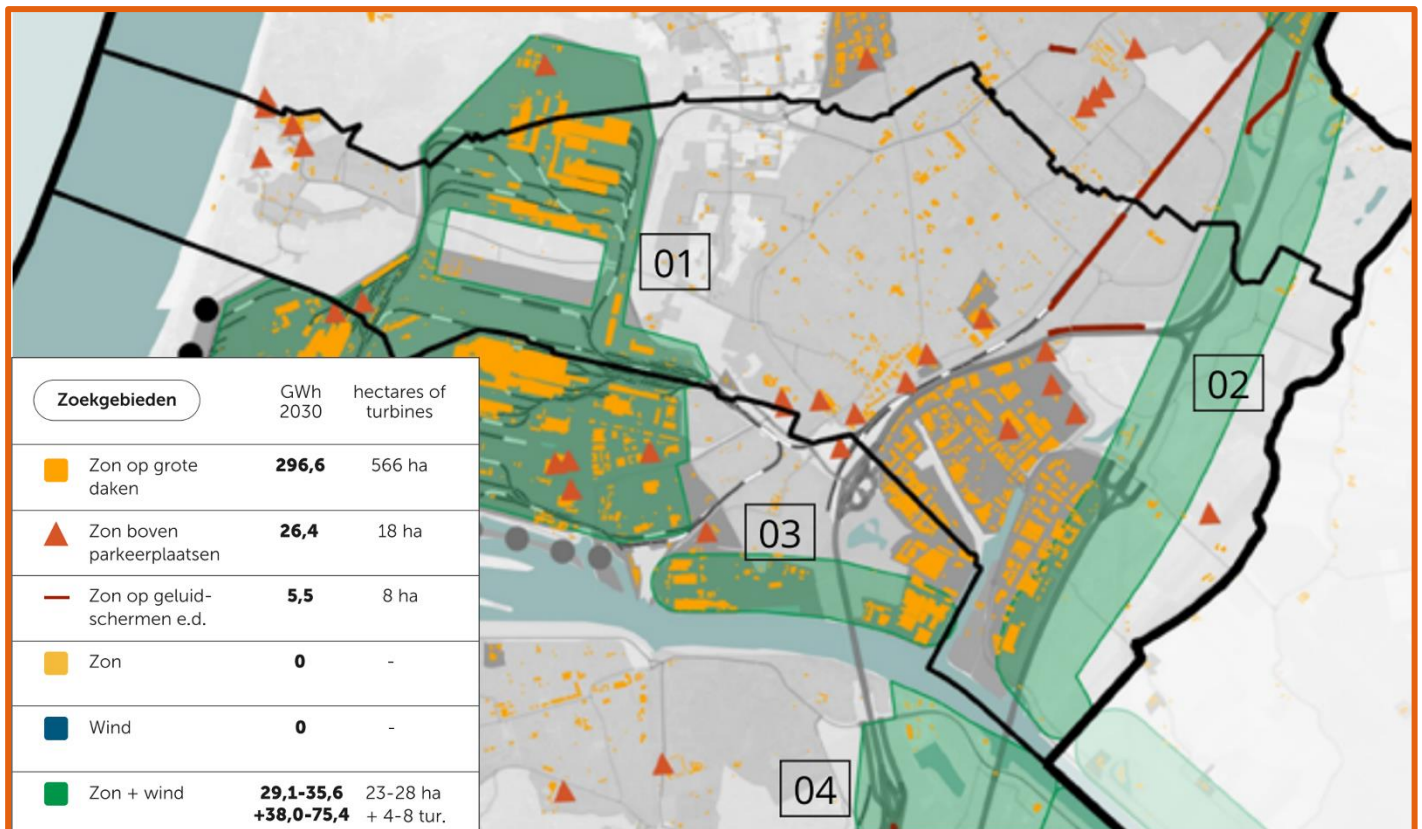 01
02
03
04
Zoekgebieden
GWh
2030
hectares of
turbines
Zon op grote
daken
296,6
566 ha
Zon boven
parkeerplaatsen
26,4
18 ha
Zon op geluid-
schermen e.d.
5,5
8 ha
Zon
0
-
Wind
0
-
Zon + wind
29,1-35,6
+38,0-75,4
23-28 ha
+ 4-8 tur.